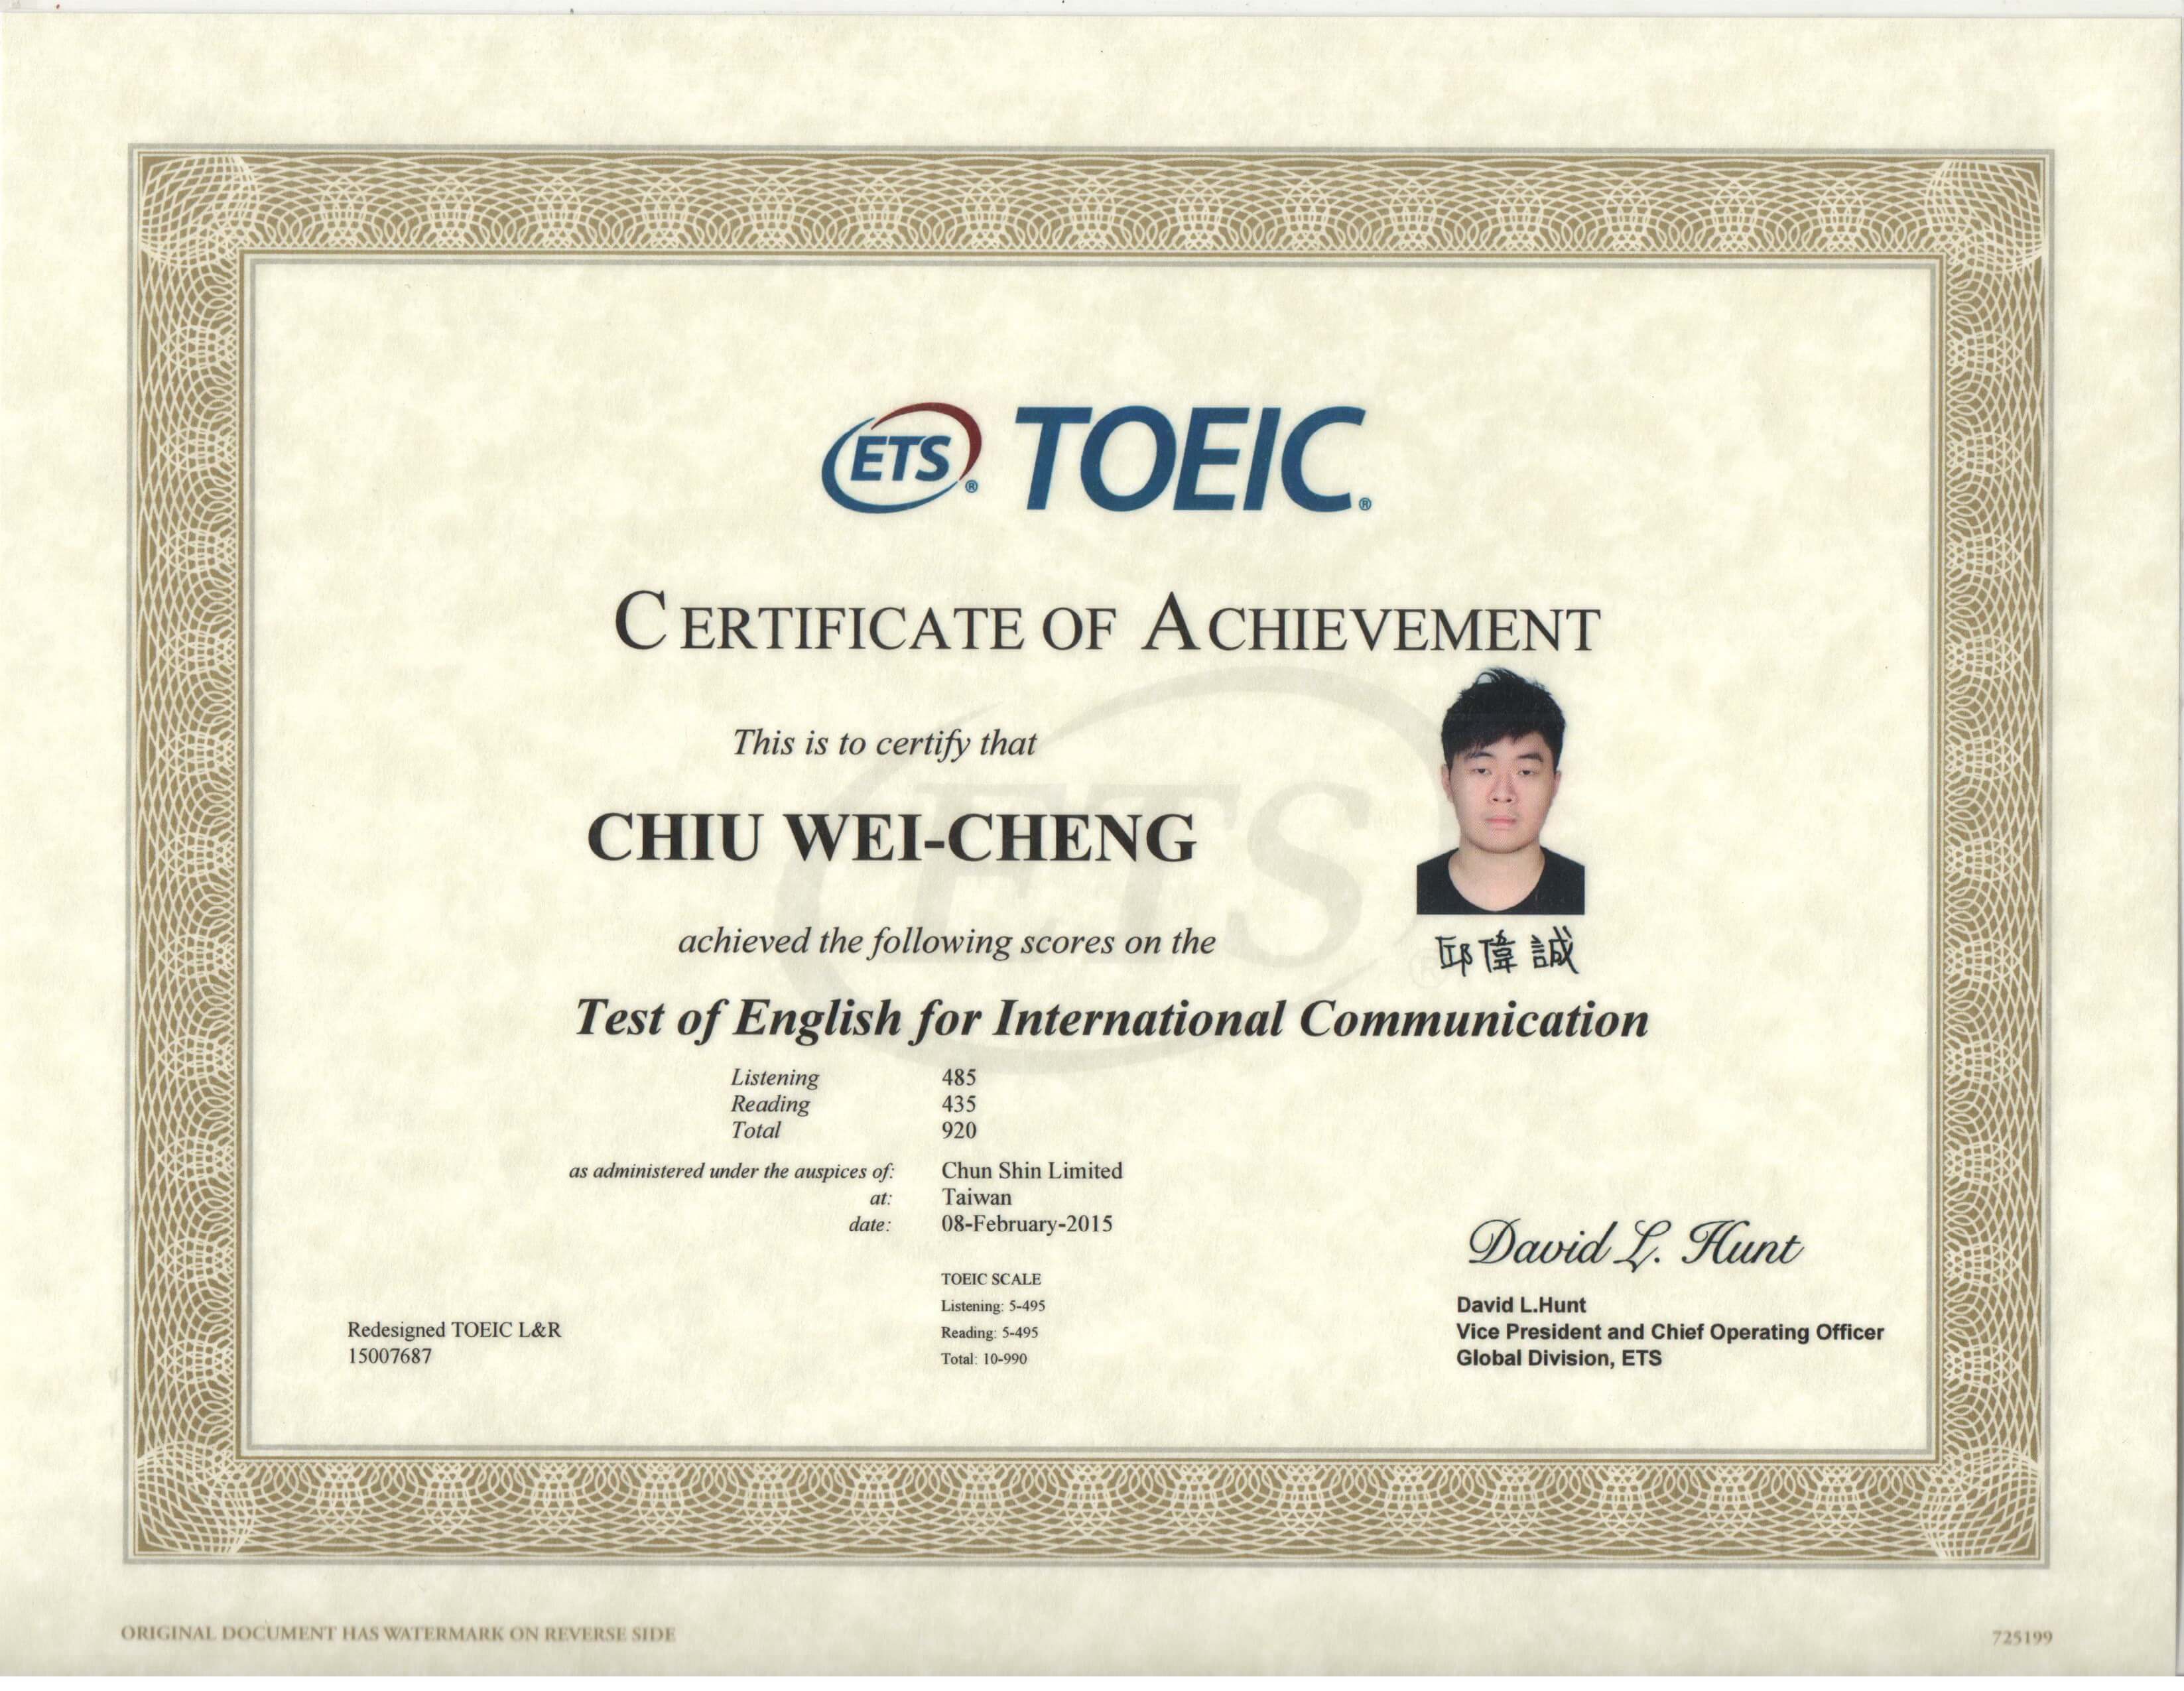 ETS® TOEIC®
CERTIFICATE OF ACHIEVEMENT
This is to certify that
CHIU WEI-CHENG
achieved the following scores on the
邱偉誠
Test of English for International Communication
Listening 485
Reading 435
Total 920
as administered under the auspices of: Chun Shin Limited
at: Taiwan
date: 08-February-2015
TOEIC SCALE
Listening: 5-495
Reading: 5-495
Total: 10-990
Redesigned TOEIC L&R
15007687
David L. Hunt
David L.Hunt
Vice President and Chief Operating Officer
Global Division, ETS
ETS®
ORIGINAL DOCUMENT HAS WATERMARK ON REVERSE SIDE
725199